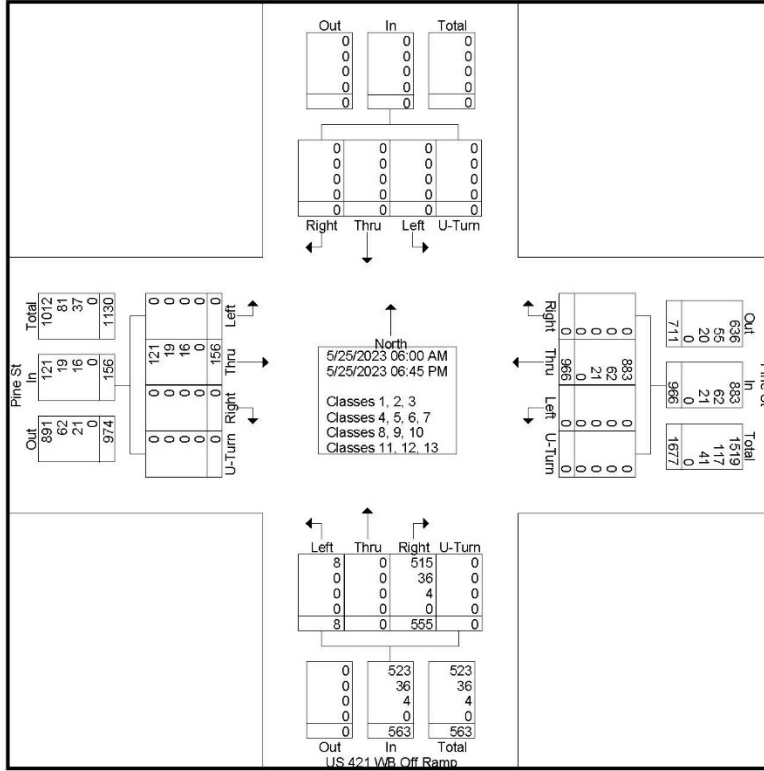 Out In Total
0 0 0
0 0 0
0 0 0
0 0 0
0 0 0
0 0 0 0
0 0 0 0
0 0 0 0
0 0 0 0
0 0 0 0
Right Thru Left U-Turn
Pine St
Total 1012 81 37 0 1130
In 121 19 16 0 156
Out 891 62 21 0 974
0 0 0 0 0 Left
121 19 16 0 156 Thru
0 0 0 0 0 Right
0 0 0 0 0 U-Turn
North
5/25/2023 06:00 AM
5/25/2023 06:45 PM
Classes 1, 2, 3
Classes 4, 5, 6, 7
Classes 8, 9, 10
Classes 11, 12, 13
Right 0 0 0 0 0
Thru 883 62 21 0 966
Left 0 0 0 0 0
U-Turn 0 0 0 0 0
Out 636 55 20 0 711
In 883 62 21 0 966
Total 1519 117 41 0 1677
Pine St
Left Thru Right U-Turn
8 0 515 0
0 0 36 0
0 0 4 0
0 0 0 0
8 0 555 0
0 523 523
0 36 36
0 4 4
0 0 0
0 563 563
Out In Total
US 421 WB Off Ramp